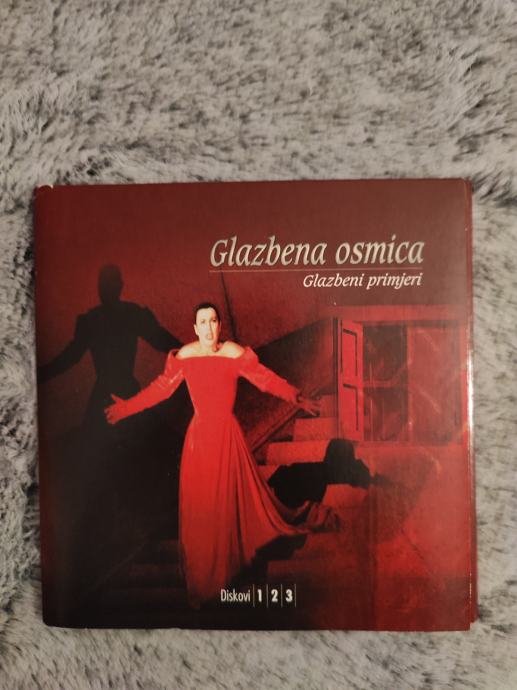 Glazbena osmica
Glazbeni primjeri
Diskovi 1 2 3